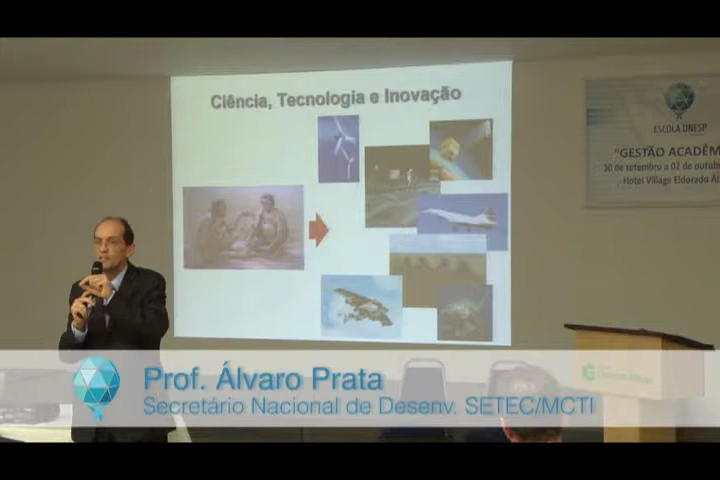 Ciência, Tecnologia e Inovação
ESCOLA UNESP
"GESTÃO ACADÊM
30 de setembro a 02 de outub
Hotel Village Eldorado At
Prof. Álvaro Prata
Secretário Nacional de Desenv. SETEC/MCTI